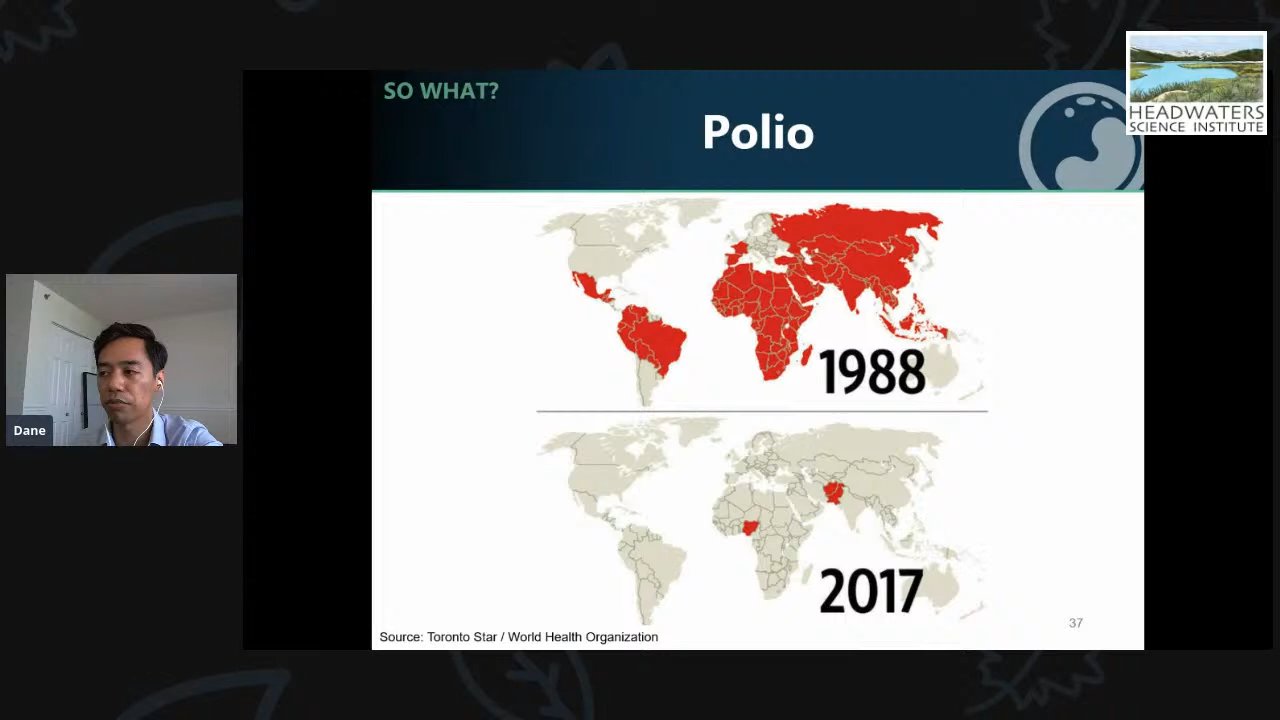 SO WHAT?
Polio
HEADWATERS
SCIENCE INSTITUTE
1988
Dane
2017
37
Source: Toronto Star / World Health Organization